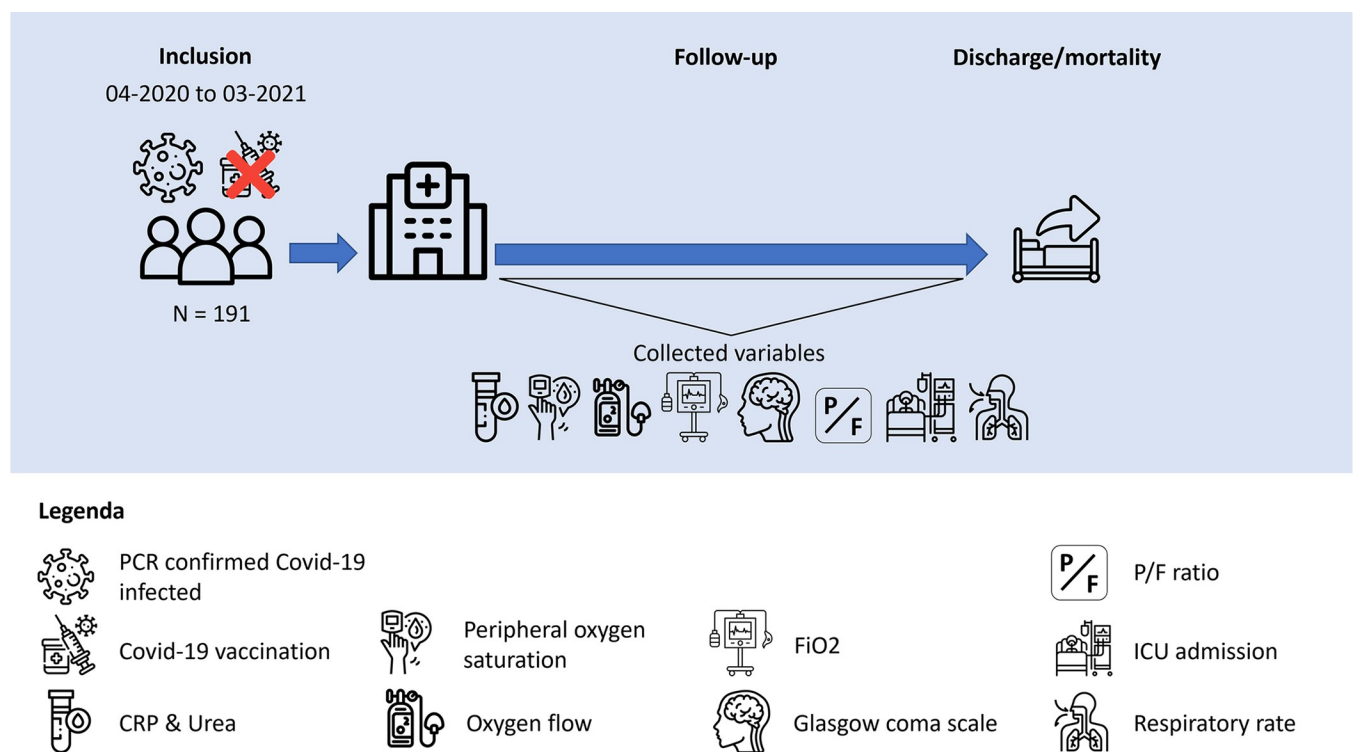 Inclusion
04-2020 to 03-2021
N = 191
Follow-up
Discharge/mortality
Collected variables
P/F
Legenda
PCR confirmed Covid-19
infected
Covid-19 vaccination
CRP & Urea
Peripheral oxygen
saturation
Oxygen flow
FiO2
Glasgow coma scale
P/F
P/F ratio
ICU admission
Respiratory rate